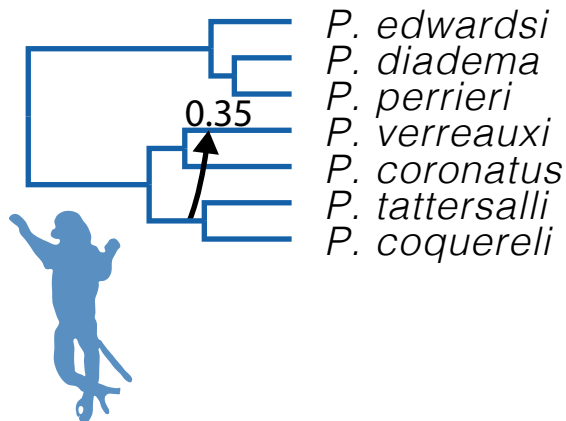 P. edwardsi
P. diadema
P. perrieri
0.35
P. verreauxi
P. coronatus
P. tattersalli
P. coquereli